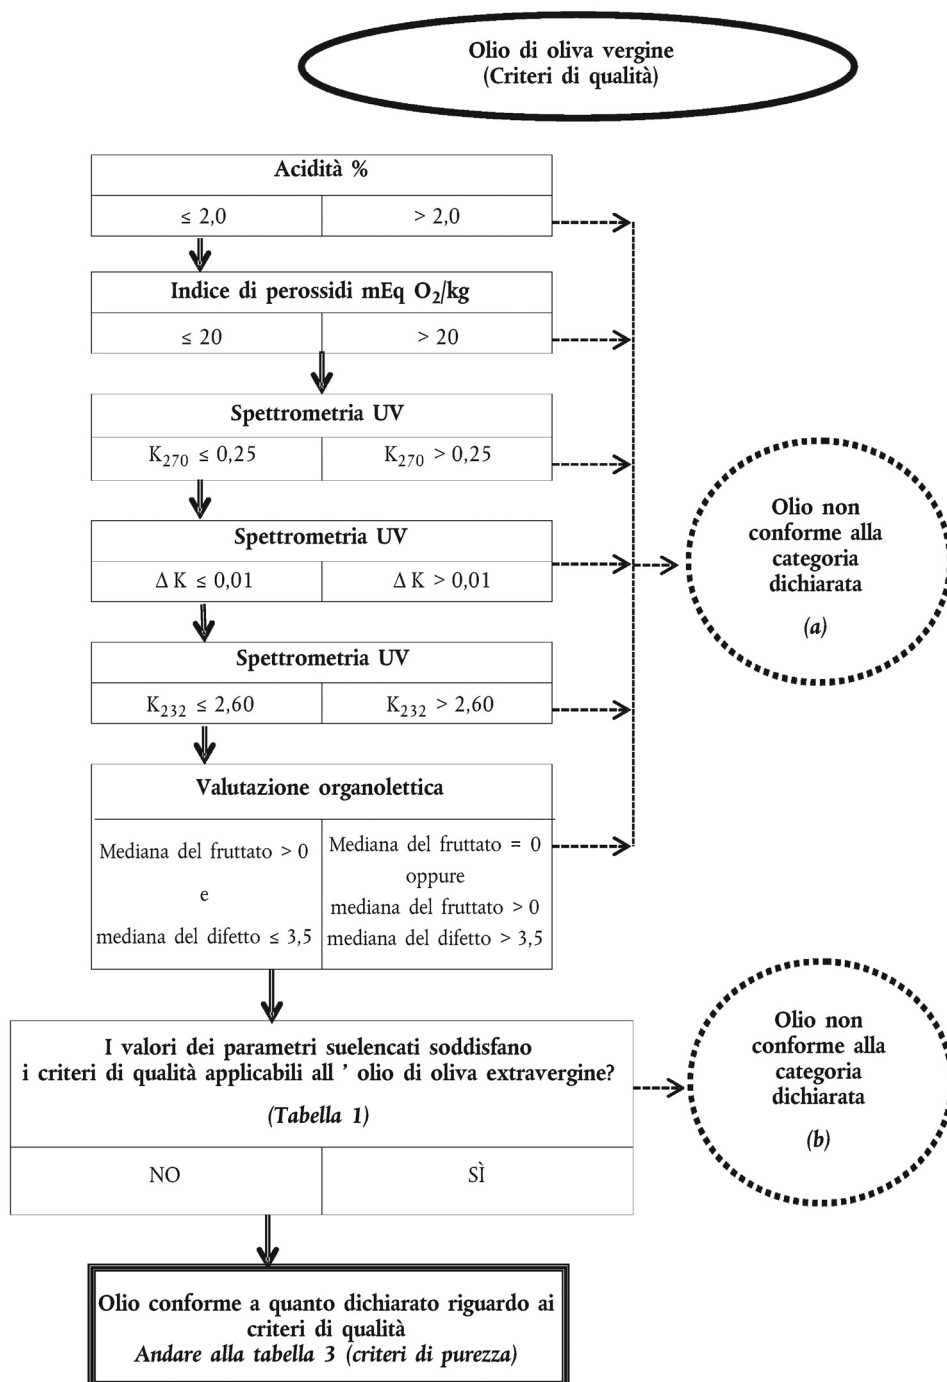 Olio di oliva vergine
(Criteri di qualità)
Acidità %
≤ 2,0
> 2,0
Indice di perossidi mEq O₂/kg
≤ 20
> 20
Spettrometria UV
K₂₇₀ ≤ 0,25
K₂₇₀ > 0,25
Spettrometria UV
Δ K ≤ 0,01
Δ K > 0,01
Spettrometria UV
K₂₃₂ ≤ 2,60
K₂₃₂ > 2,60
Valutazione organolettica
Mediana del fruttato > 0
e
mediana del difetto ≤ 3,5
Mediana del fruttato = 0
oppure
mediana del fruttato > 0
mediana del difetto > 3,5
Olio non
conforme alla
categoria
dichiarata
(a)
I valori dei parametri suelencati soddisfano
i criteri di qualità applicabili all ’ olio di oliva extravergine?
(Tabella 1)
NO
SÌ
Olio non
conforme alla
categoria
dichiarata
(b)
Olio conforme a quanto dichiarato riguardo ai
criteri di qualità
Andare alla tabella 3 (criteri di purezza)